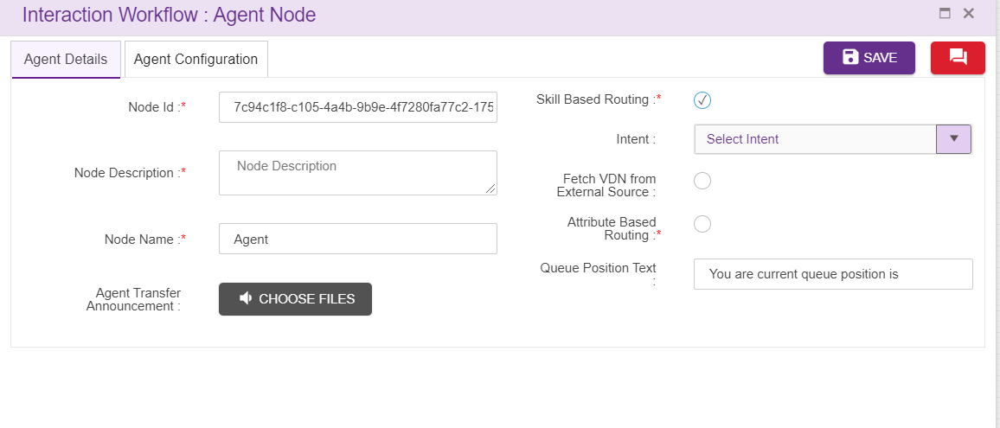 Interaction Workflow : Agent Node
Agent Details
Agent Configuration
SAVE
Node Id :*
7c94c1f8-c105-4a4b-9b9e-4f7280fa77c2-175
Node Description :*
Node Description
Node Name :*
Agent
Agent Transfer
Announcement :
CHOOSE FILES
Skill Based Routing :*
Intent :
Select Intent
Fetch VDN from
External Source :
Attribute Based
Routing :*
Queue Position Text
:
You are current queue position is